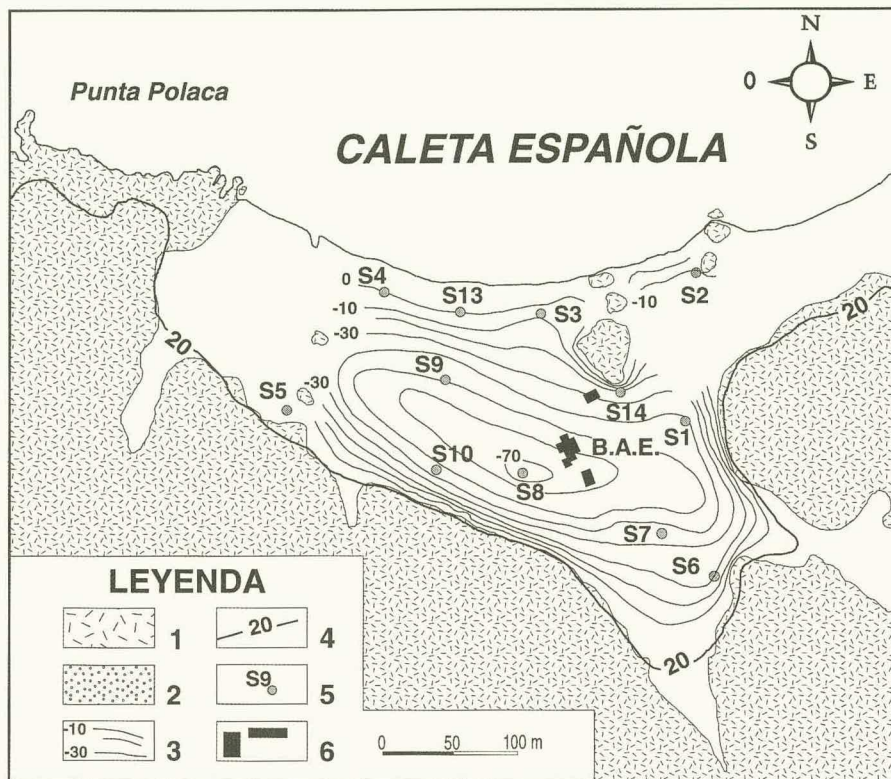 N
O E
S
Punta Polaca
CALETA ESPAÑOLA
0 S4
-10 S13
S3
-10
S2
20
-30
20
S9
-30
S5
S14
S1
B.A.E.
S10
-70
S8
S7
S6
20
LEYENDA
1
20 4
2
S9 5
-10
-30 3
6
0 50 100 m